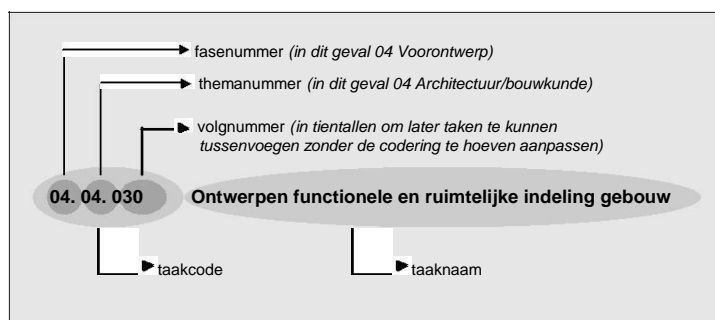 fasenummer (in dit geval 04 Voorontwerp)
themanummer (in dit geval 04 Architectuur/bouwkunde)
volgnummer (in tientallen om later taken te kunnen
tussenvoegen zonder de codering te hoeven aanpassen)
04. 04. 030 Ontwerpen functionele en ruimtelijke indeling gebouw
taakcode taaknaam